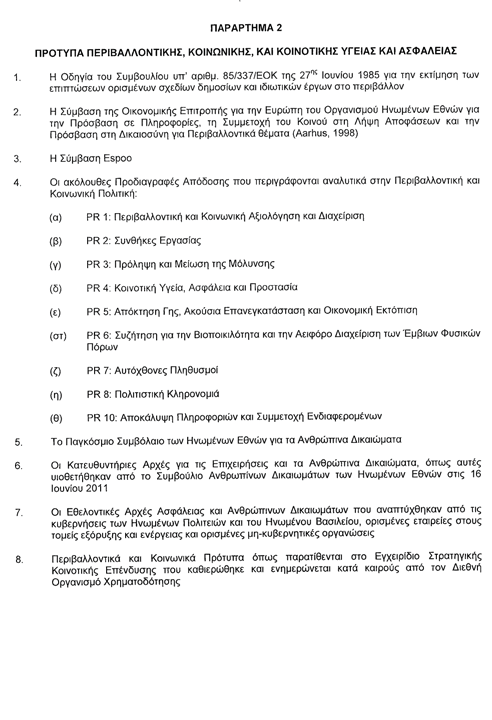 ΠΑΡΑΡΤΗΜΑ 2
ΠΡΟΤΥΠΑ ΠΕΡΙΒΑΛΛΟΝΤΙΚΗΣ, ΚΟΙΝΩΝΙΚΗΣ, ΚΑΙ ΚΟΙΝΟΤΙΚΗΣ ΥΓΕΙΑΣ ΚΑΙ ΑΣΦΑΛΕΙΑΣ
1. Η Οδηγία του Συμβουλίου υπ' αριθμ. 85/337/ΕΟΚ της 27ης Ιουνίου 1985 για την εκτίμηση των
επιπτώσεων ορισμένων σχεδίων δημοσίων και ιδιωτικών έργων στο περιβάλλον
2. Η Σύμβαση της Οικονομικής Επιτροπής για την Ευρώπη του Οργανισμού Ηνωμένων Εθνών για
την Πρόσβαση σε Πληροφορίες, τη Συμμετοχή του Κοινού στη Λήψη Αποφάσεων και την
Πρόσβαση στη Δικαιοσύνη για Περιβαλλοντικά θέματα (Aarhus, 1998)
3. Η Σύμβαση Espoo
4. Οι ακόλουθες Προδιαγραφές Απόδοσης που περιγράφονται αναλυτικά στην Περιβαλλοντική και
Κοινωνική Πολιτική:
(α) PR 1: Περιβαλλοντική και Κοινωνική Αξιολόγηση και Διαχείριση
(β) PR 2: Συνθήκες Εργασίας
(γ) PR 3: Πρόληψη και Μείωση της Μόλυνσης
(δ) PR 4: Κοινοτική Υγεία, Ασφάλεια και Προστασία
(ε) PR 5: Απόκτηση Γης, Ακούσια Επανεγκατάσταση και Οικονομική Εκτόπιση
(στ) PR 6: Συζήτηση για την Βιοποικιλότητα και την Αειφόρο Διαχείριση των Έμβιων Φυσικών
Πόρων
(ζ) PR 7: Αυτόχθονες Πληθυσμοί
(η) PR 8: Πολιτιστική Κληρονομιά
(θ) PR 10: Αποκάλυψη Πληροφοριών και Συμμετοχή Ενδιαφερομένων
5. Το Παγκόσμιο Συμβόλαιο των Ηνωμένων Εθνών για τα Ανθρώπινα Δικαιώματα
6. Οι Κατευθυντήριες Αρχές για τις Επιχειρήσεις και τα Ανθρώπινα Δικαιώματα, όπως αυτές
υιοθετήθηκαν από το Συμβούλιο Ανθρωπίνων Δικαιωμάτων των Ηνωμένων Εθνών στις 16
Ιουνίου 2011
7. Οι Εθελοντικές Αρχές Ασφάλειας και Ανθρώπινων Δικαιωμάτων που αναπτύχθηκαν από τις
κυβερνήσεις των Ηνωμένων Πολιτειών και του Ηνωμένου Βασιλείου, ορισμένες εταιρείες στους
τομείς εξόρυξης και ενέργειας και ορισμένες μη-κυβερνητικές οργανώσεις
8. Περιβαλλοντικά και Κοινωνικά Πρότυπα όπως παρατίθενται στο Εγχειρίδιο Στρατηγικής
Κοινοτικής Επένδυσης που καθιερώθηκε και ενημερώνεται κατά καιρούς από τον Διεθνή
Οργανισμό Χρηματοδότησης